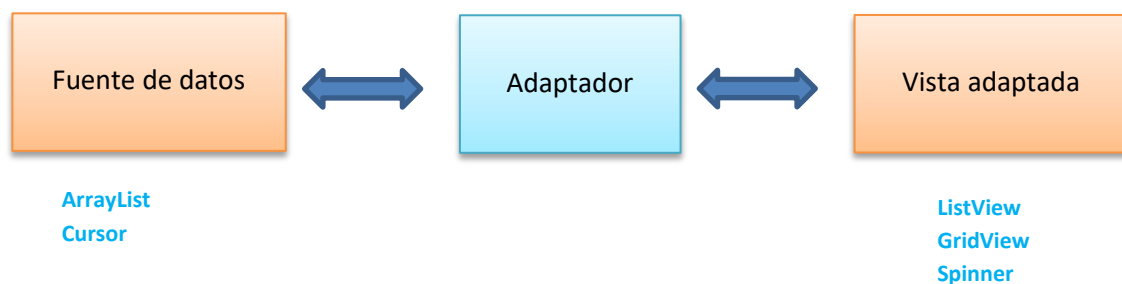 Fuente de datos
Adaptador
Vista adaptada
ArrayList
Cursor
ListView
GridView
Spinner